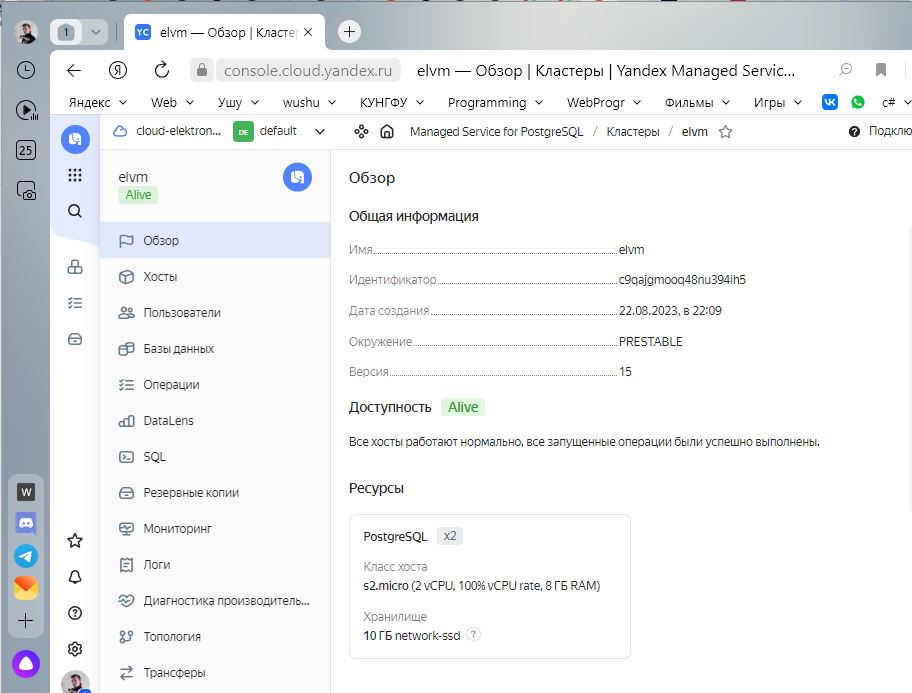 1
YC elvm — Обзор | Кластер
console.cloud.yandex.ru elvm — Обзор | Кластеры | Yandex Managed Servic...
Яндекс Web Ушу wushu КУНГФУ Programming WebProgr Фильмы Игры c#
cloud-elektron... DE default Managed Service for PostgreSQL / Кластеры / elvm Подклю
25
elvm
Alive
Обзор
Хосты
Пользователи
Базы данных
Операции
DataLens
SQL
Резервные копии
Мониторинг
Логи
Диагностика производитель...
Топология
Трансферы
W
Обзор
Общая информация
Имя elvm
Идентификатор c9qajgmooq48nu394ih5
Дата создания 22.08.2023, в 22:09
Окружение PRESTABLE
Версия 15
Доступность Alive
Все хосты работают нормально, все запущенные операции были успешно выполнены.
Ресурсы
PostgreSQL x2
Класс хоста
s2.micro (2 vCPU, 100% vCPU rate, 8 ГБ RAM)
Хранилище
10 ГБ network-ssd